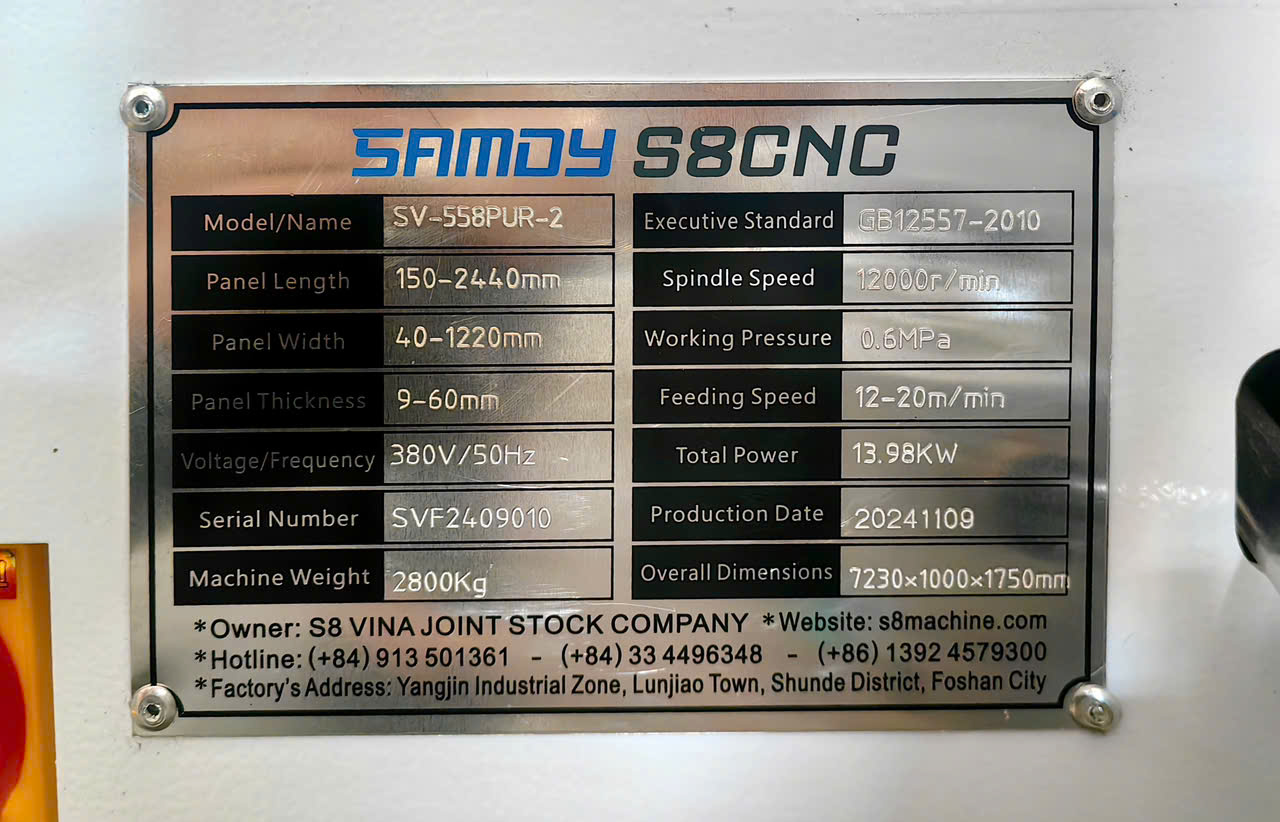 SAMDY S8CNC
Model/Name SV-558PUR-2 Executive Standard GB12557-2010
Panel Length 150-2440mm Spindle Speed 12000r/min
Panel Width 40-1220mm Working Pressure 0.6MPa
Panel Thickness 9-60mm Feeding Speed 12-20m/min
Voltage/Frequency 380V/50Hz Total Power 13.98KW
Serial Number SVF2409010 Production Date 20241109
Machine Weight 2800Kg Overall Dimensions 7230×1000×1750mm
*Owner: S8 VINA JOINT STOCK COMPANY *Website: s8machine.com
*Hotline: (+84) 913 501361 - (+84) 33 4496348 - (+86) 1392 4579300
*Factory's Address: Yangjin Industrial Zone, Lunjiao Town, Shunde District, Foshan City